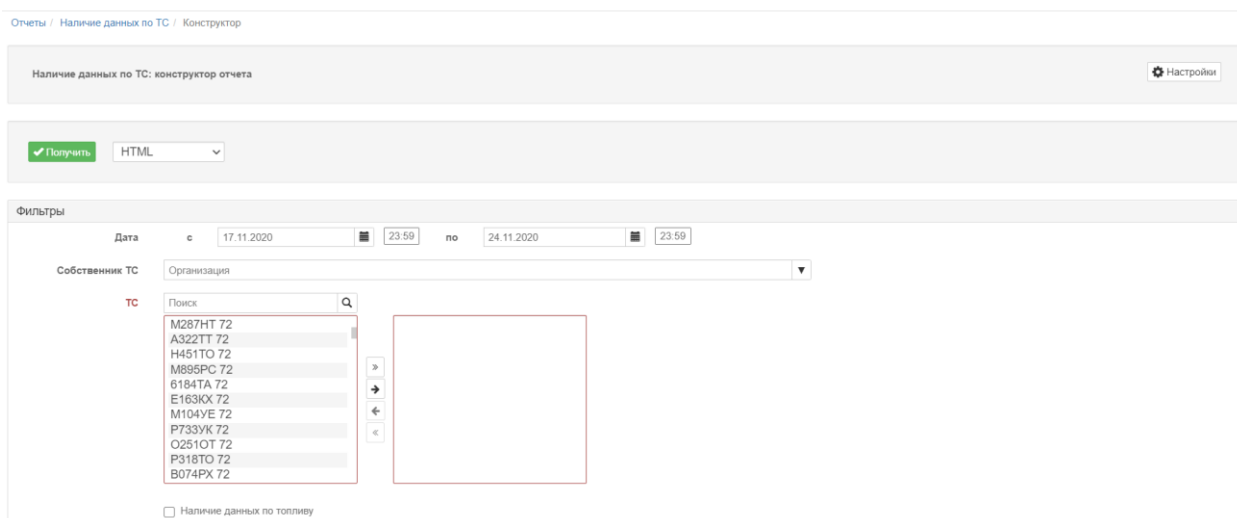 Отчеты / Наличие данных по ТС / Конструктор
Наличие данных по ТС: конструктор отчета
Настройки
Получить HTML
Фильтры
Дата с 17.11.2020 23:59 по 24.11.2020 23:59
Собственник ТС Организация
ТС Поиск
М287НТ 72
А322ТТ 72
Н451ТО 72
М895РС 72
6184ТА 72
Е163КХ 72
М104УЕ 72
Р733УК 72
О251ОТ 72
Р318ТО 72
В074РХ 72
Наличие данных по топливу